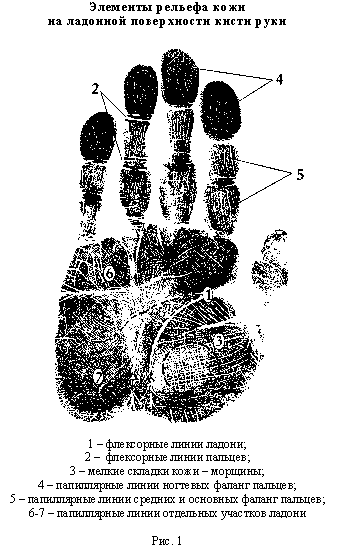 Элементы рельефа кожи
на ладонной поверхности кисти руки
4
2
5
6
1
3
7
1 – флексорные линии ладони;
2 – флексорные линии пальцев;
3 – мелкие складки кожи – морщины;
4 – папиллярные линии ногтевых фаланг пальцев;
5 – папиллярные линии средних и основных фаланг пальцев;
6-7 – папиллярные линии отдельных участков ладони
Рис. 1